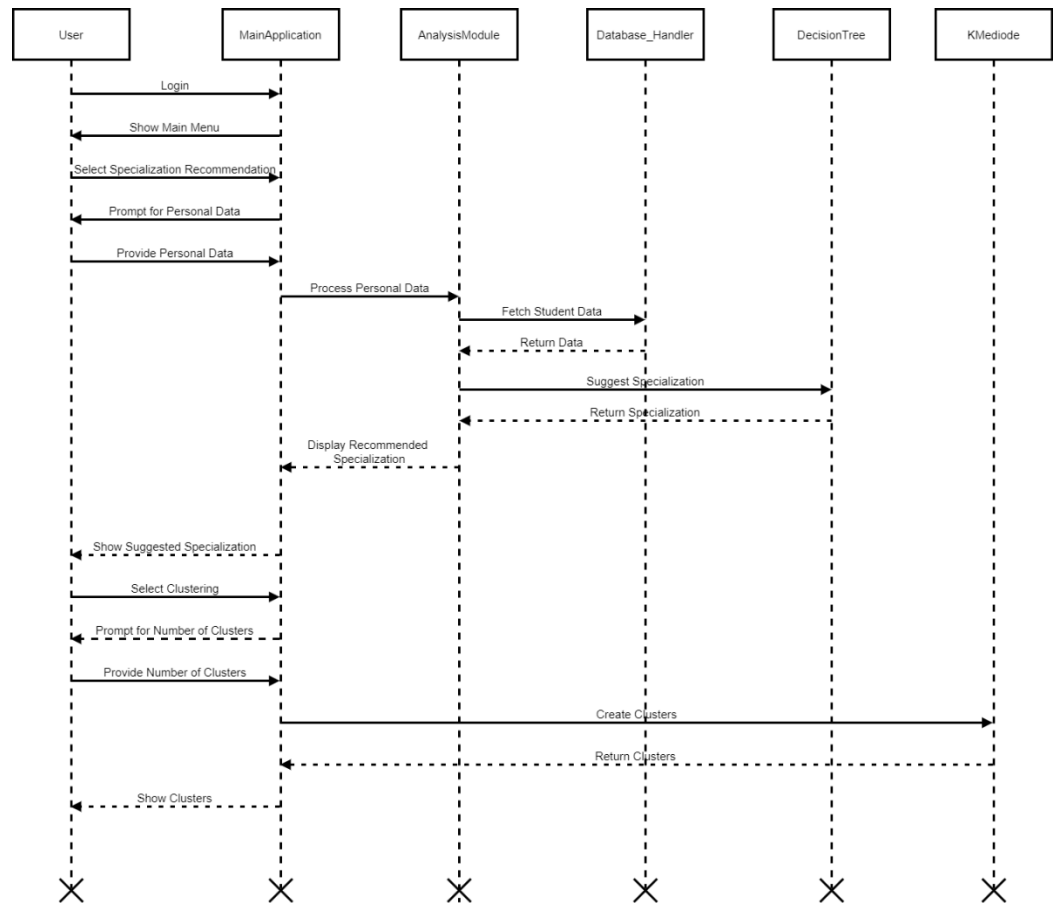 User
MainApplication
AnalysisModule
Database_Handler
DecisionTree
KMediode
Login
Show Main Menu
Select Specialization Recommendation
Prompt for Personal Data
Provide Personal Data
Process Personal Data
Fetch Student Data
Return Data
Suggest Specialization
Return Specialization
Display Recommended
Specialization
Show Suggested Specialization
Select Clustering
Prompt for Number of Clusters
Provide Number of Clusters
Create Clusters
Return Clusters
Show Clusters